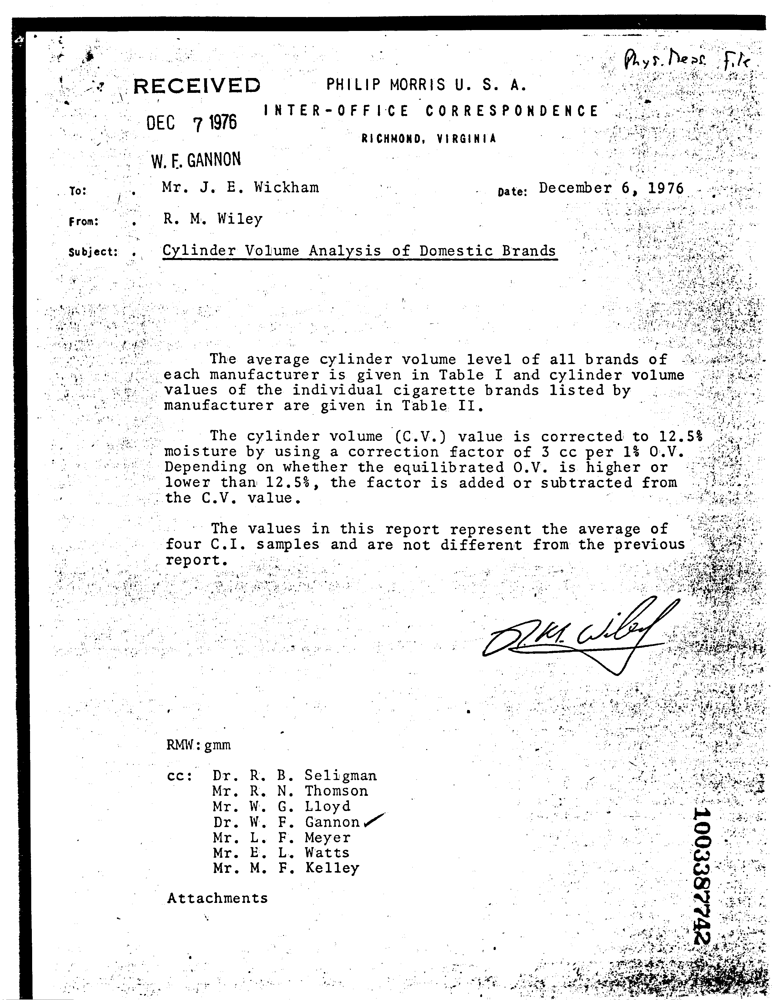 Phys. Meas. File
RECEIVED
PHILIP MORRIS U. S. A.
INTER-OFFICE CORRESPONDENCE
DEC 7 1976
RICHMOND, VIRGINIA
W. F. GANNON
To: . Mr. J. E. Wickham Date: December 6, 1976
From: . R. M. Wiley
Subject: . Cylinder Volume Analysis of Domestic Brands
The average cylinder volume level of all brands of
each manufacturer is given in Table I and cylinder volume
values of the individual cigarette brands listed by
manufacturer are given in Table II.
The cylinder volume (C.V.) value is corrected to 12.5%
moisture by using a correction factor of 3 cc per 1% O.V.
Depending on whether the equilibrated O.V. is higher or
lower than 12.5%, the factor is added or subtracted from
the C.V. value.
The values in this report represent the average of
four C.I. samples and are not different from the previous
report.
R.M. Wiley
RMW:gmm
cc: Dr. R. B. Seligman
Mr. R. N. Thomson
Mr. W. G. Lloyd
Dr. W. F. Gannon ✓
Mr. L. F. Meyer
Mr. E. L. Watts
Mr. M. F. Kelley
Attachments
1003387742